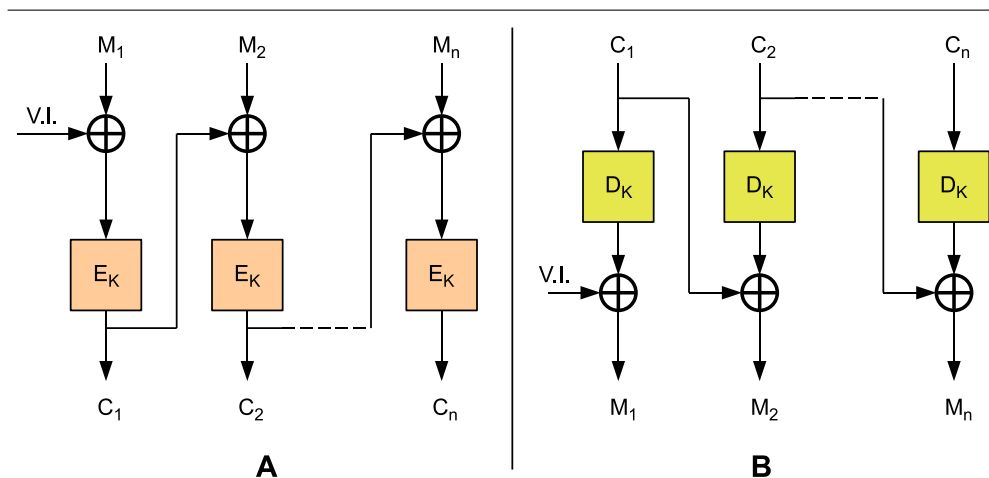 M1 M2 Mn
V.I.
EK EK EK
C1 C2 Cn
A
C1 C2 Cn
DK DK DK
V.I.
M1 M2 Mn
B